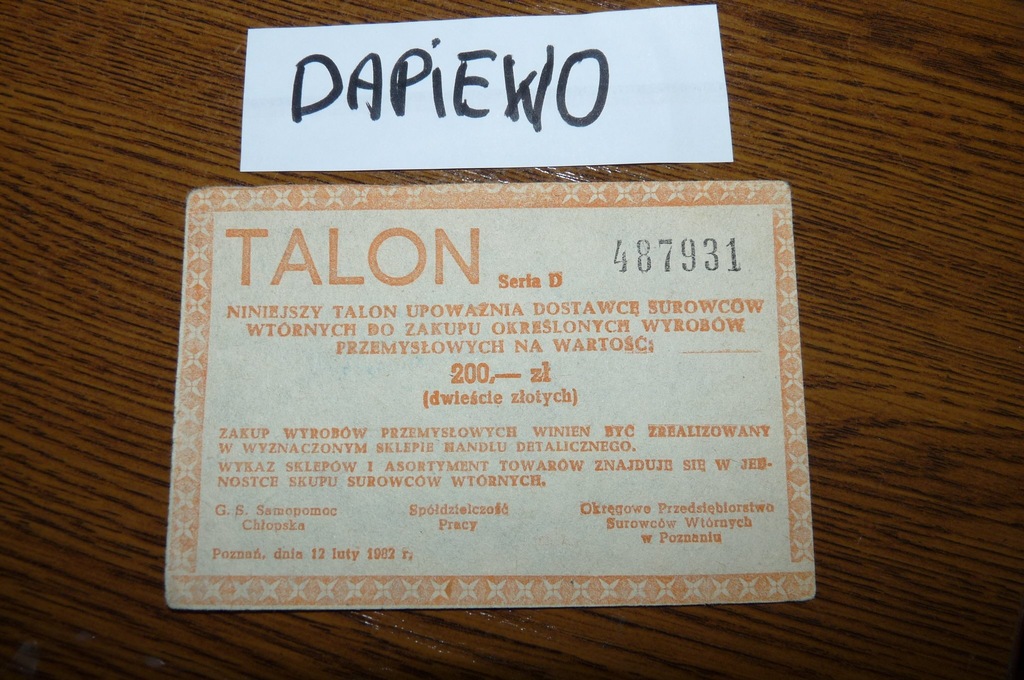 DAPiEWO
TALON Seria D 487931
NINIEJSZY TALON UPOWAŻNIA DOSTAWCĘ SUROWCÓW
WTÓRNYCH DO ZAKUPU OKREŚLONYCH WYROBÓW
PRZEMYSŁOWYCH NA WARTOŚĆ:
200,— zł
(dwieście złotych)
ZAKUP WYROBÓW PRZEMYSŁOWYCH WINIEN BYĆ ZREALIZOWANY
W WYZNACZONYM SKLEPIE HANDLU DETALICZNEGO.
WYKAZ SKLEPÓW I ASORTYMENT TOWARÓW ZNAJDUJE SIĘ W JED-
NOSTCE SKUPU SUROWCÓW WTÓRNYCH.
G. S. Samopomoc Spółdzielczość Okręgowe Przedsiębiorstwo
Chłopska Pracy Surowców Wtórnych
w Poznaniu
Poznań, dnia 12 luty 1982 r.